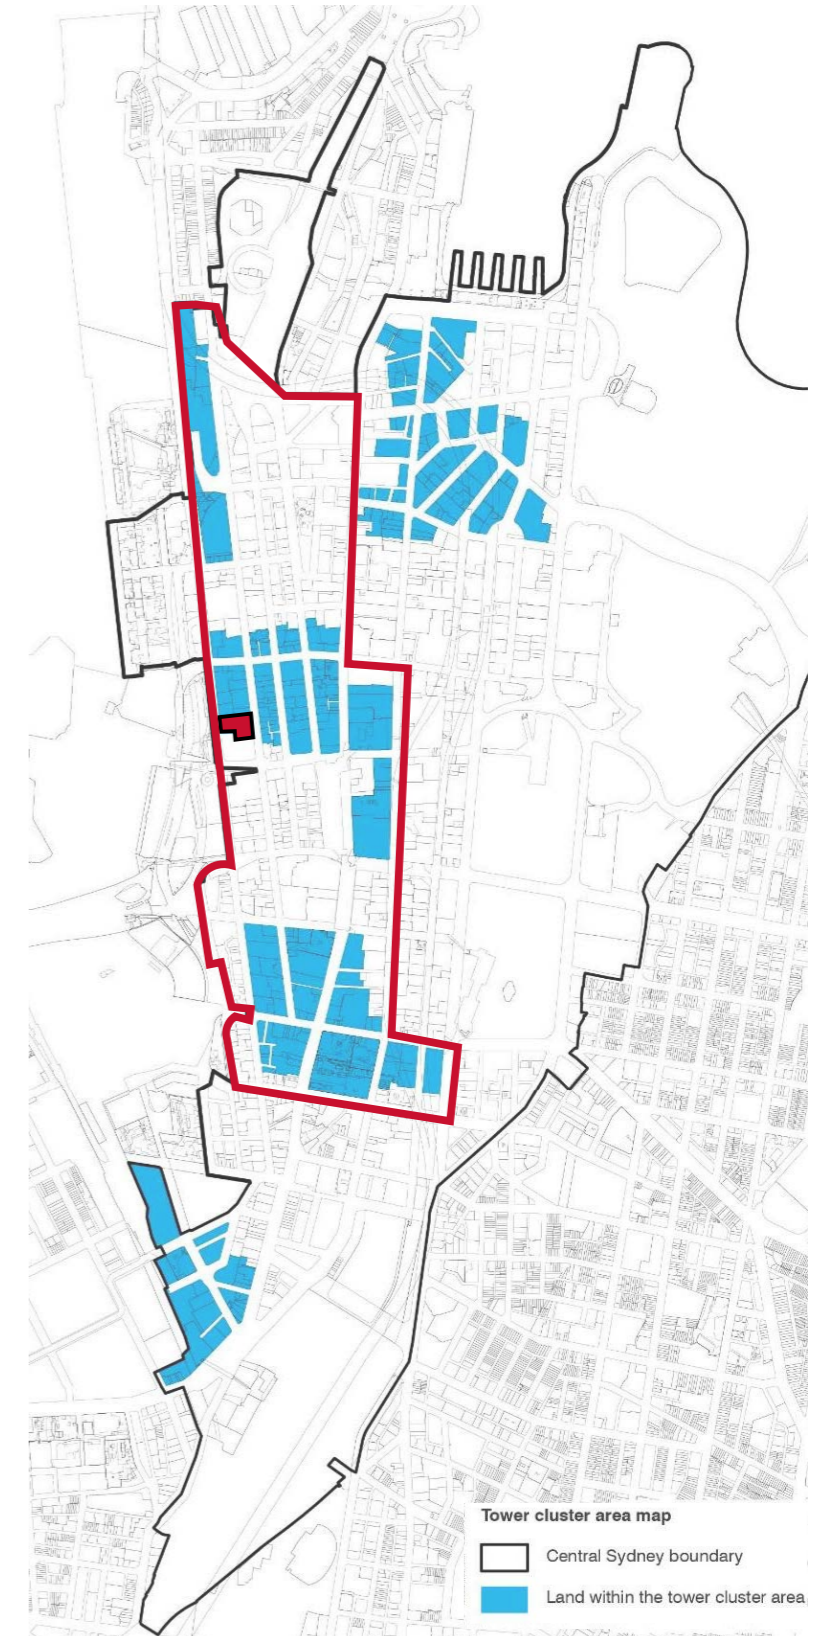 Tower cluster area map
Central Sydney boundary
Land within the tower cluster area